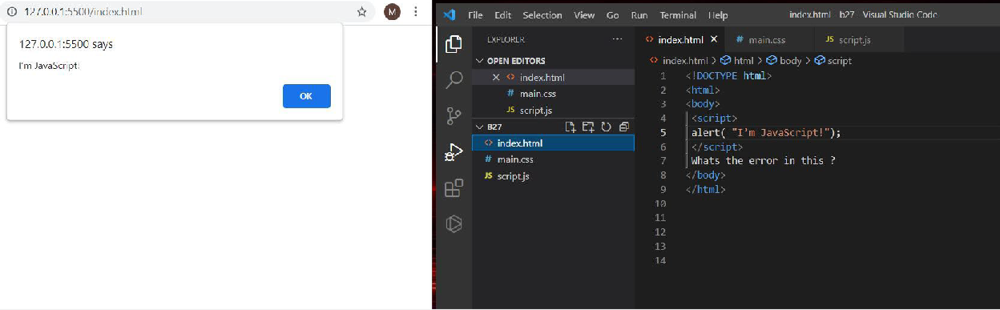 127.0.0.1:5500/index.html
M
127.0.0.1:5500 says
I'm JavaScript!
OK
File Edit Selection View Go Run Terminal Help
index.html - b27 - Visual Studio Code
EXPLORER
OPEN EDITORS
index.html
# main.css
JS script.js
B27
index.html
# main.css
JS script.js
index.html
# main.css
JS script.js
index.html > html > body > script
1 <!DOCTYPE html>
2 <html>
3 <body>
4 <script>
5 alert( "I'm JavaScript!");
6 </script>
7 Whats the error in this ?
8 </body>
9 </html>
10
11
12
13
14